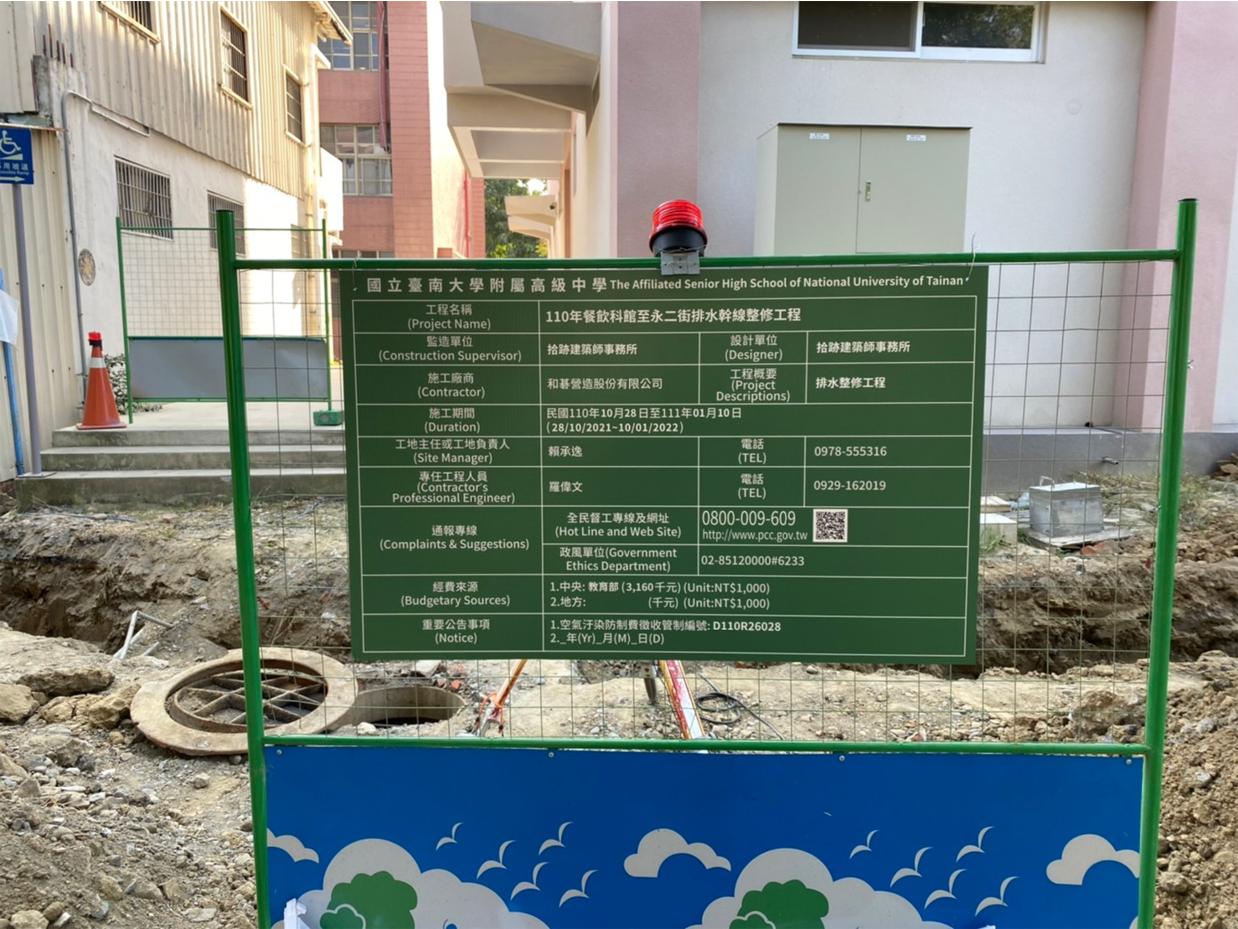 國立臺南大學附屬高級中學 The Affiliated Senior High School of National University of Tainan
工程名稱
(Project Name)
110年餐飲科館至永二街排水幹線整修工程
監造單位
(Construction Supervisor)
拾跡建築師事務所
設計單位
(Designer)
拾跡建築師事務所
施工廠商
(Contractor)
和碁營造股份有限公司
工程概要
(Project
Descriptions)
排水整修工程
施工期間
(Duration)
民國110年10月28日至111年01月10日
(28/10/2021~10/01/2022)
工地主任或工地負責人
(Site Manager)
賴承逸
電話
(TEL)
0978-555316
專任工程人員
(Contractor's
Professional Engineer)
羅偉文
電話
(TEL)
0929-162019
通報專線
(Complaints & Suggestions)
全民督工專線及網址
(Hot Line and Web Site)
0800-009-609
http://www.pcc.gov.tw
政風單位(Government
Ethics Department)
02-85120000#6233
經費來源
(Budgetary Sources)
1.中央: 教育部 (3,160千元) (Unit:NT$1,000)
2.地方: (千元) (Unit:NT$1,000)
重要公告事項
(Notice)
1.空氣汙染防制費徵收管制編號: D110R26028
2._年(Yr)_月(M)_日(D)